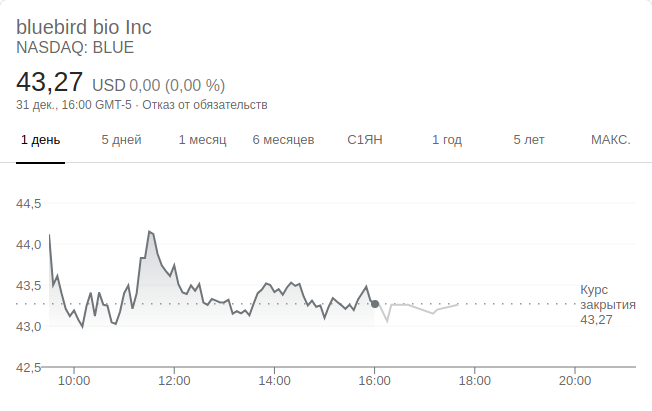 bluebird bio Inc
NASDAQ: BLUE
43,27 USD 0,00 (0,00 %)
31 дек., 16:00 GMT-5 · Отказ от обязательств
1 день 5 дней 1 месяц 6 месяцев С1ЯН 1 год 5 лет МАКС.
44,5
44,0
43,5
Курс
закрытия
43,27
43,0
42,5
10:00 12:00 14:00 16:00 18:00 20:00